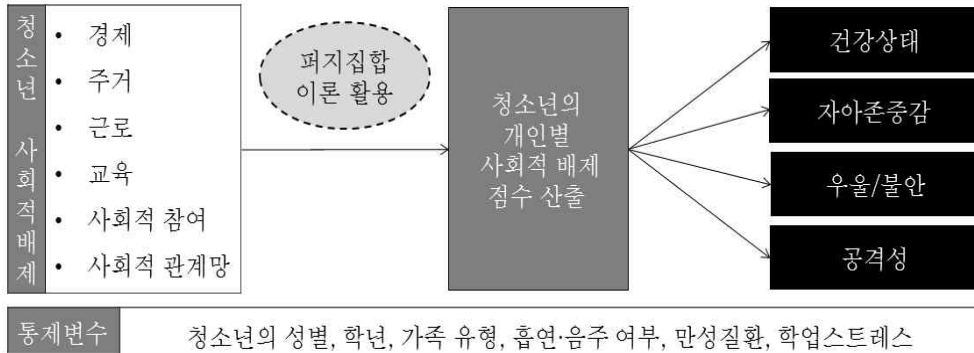 청소년 사회적배제
• 경제
• 주거
• 근로
• 교육
• 사회적 참여
• 사회적 관계망
퍼지집합
이론 활용
청소년의
개인별
사회적 배제
점수 산출
건강상태
자아존중감
우울/불안
공격성
통제변수
청소년의 성별, 학년, 가족 유형, 흡연·음주 여부, 만성질환, 학업스트레스